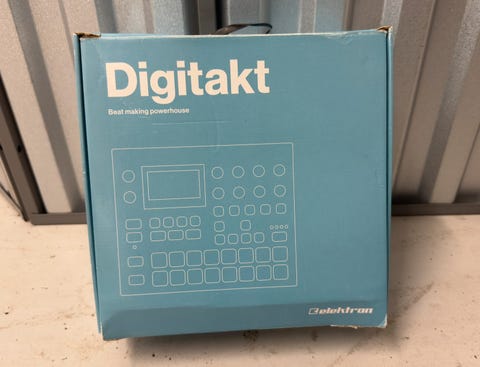 Digitakt
Beat making powerhouse
elektron